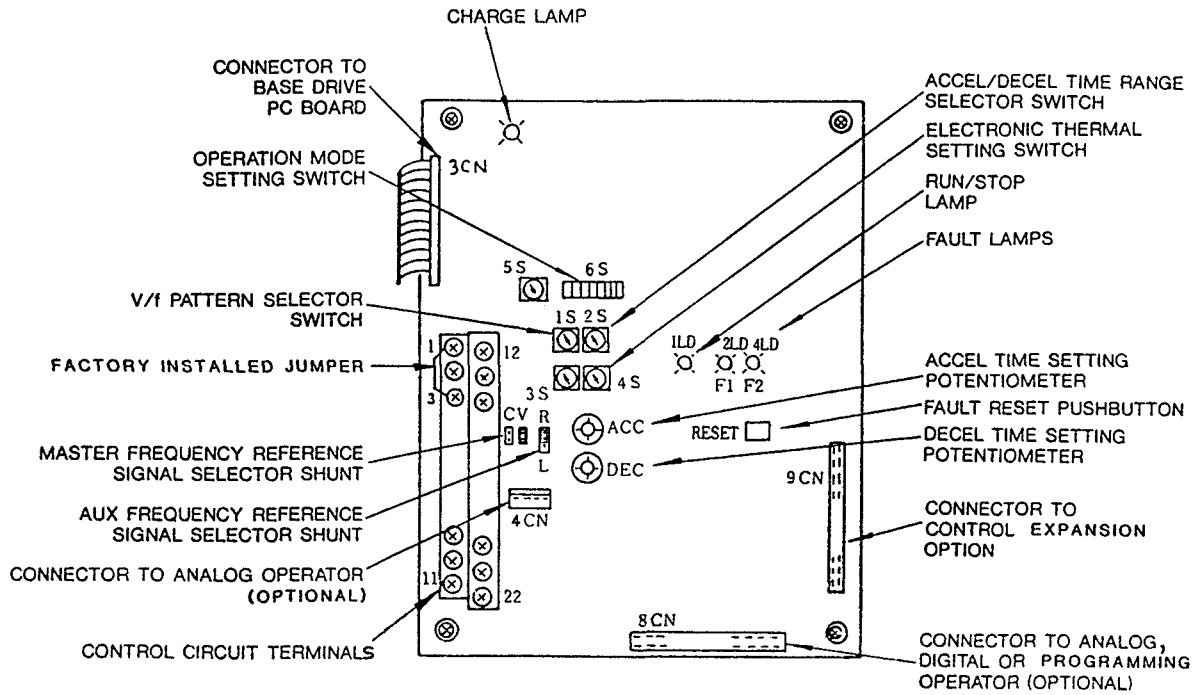 CHARGE LAMP
CONNECTOR TO
BASE DRIVE
PC BOARD
OPERATION MODE
SETTING SWITCH
V/f PATTERN SELECTOR
SWITCH
FACTORY INSTALLED JUMPER
MASTER FREQUENCY REFERENCE
SIGNAL SELECTOR SHUNT
AUX FREQUENCY REFERENCE
SIGNAL SELECTOR SHUNT
CONNECTOR TO ANALOG OPERATOR
(OPTIONAL)
CONTROL CIRCUIT TERMINALS
3CN
5S
6S
1S 2S
3S
4S
1
3
12
11
22
CV
R
L
4CN
ACC
DEC
1LD
2LD 4LD
F1 F2
RESET
9CN
8CN
ACCEL/DECEL TIME RANGE
SELECTOR SWITCH
ELECTRONIC THERMAL
SETTING SWITCH
RUN/STOP
LAMP
FAULT LAMPS
ACCEL TIME SETTING
POTENTIOMETER
FAULT RESET PUSHBUTTON
DECEL TIME SETTING
POTENTIOMETER
CONNECTOR TO
CONTROL EXPANSION
OPTION
CONNECTOR TO ANALOG,
DIGITAL OR PROGRAMMING
OPERATOR (OPTIONAL)